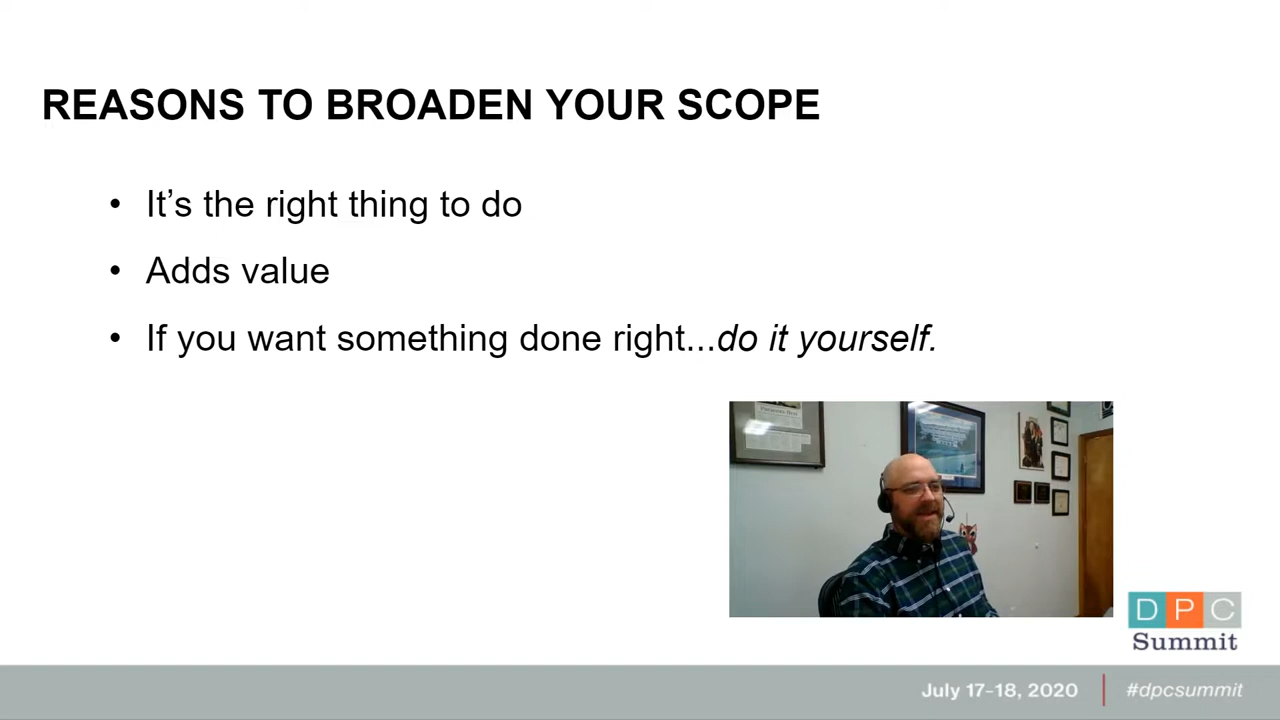 REASONS TO BROADEN YOUR SCOPE
• It’s the right thing to do
• Adds value
• If you want something done right...do it yourself.
DPC
Summit
July 17-18, 2020
#dpcsummit